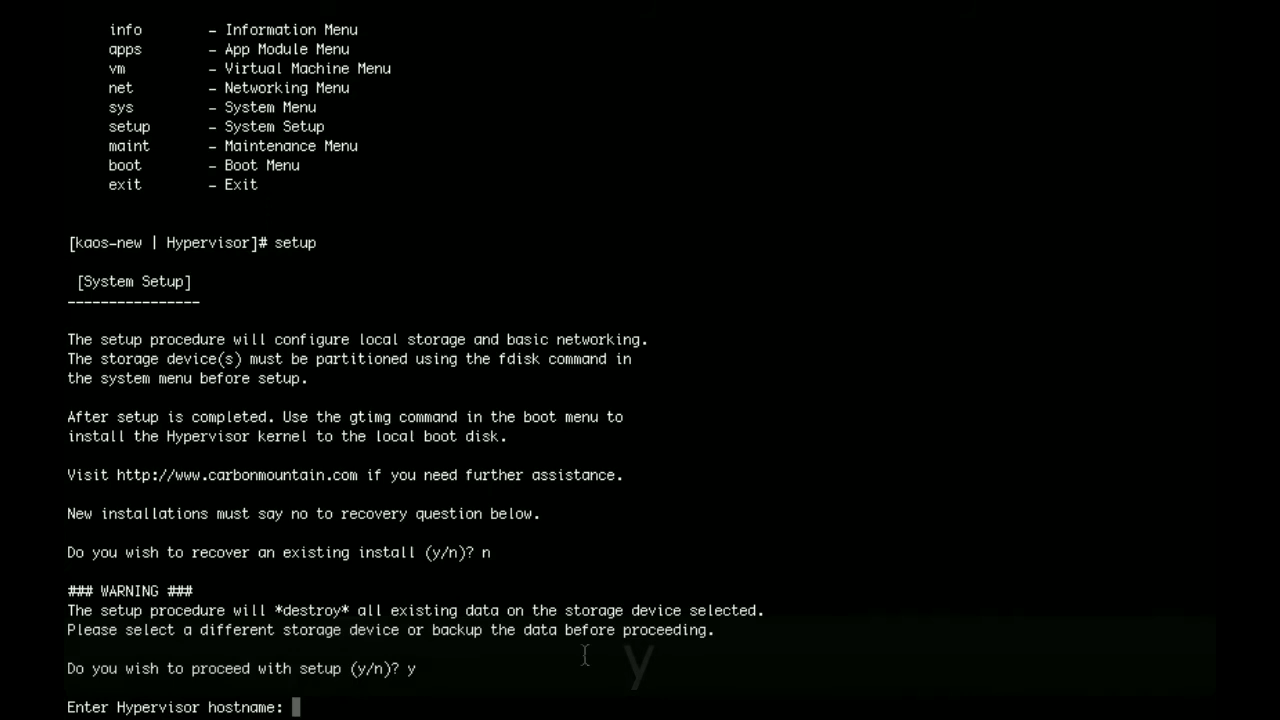 info - Information Menu
apps - App Module Menu
vm - Virtual Machine Menu
net - Networking Menu
sys - System Menu
setup - System Setup
maint - Maintenance Menu
boot - Boot Menu
exit - Exit
[kaos-new | Hypervisor]# setup
[System Setup]
----------------
The setup procedure will configure local storage and basic networking.
The storage device(s) must be partitioned using the fdisk command in
the system menu before setup.
After setup is completed. Use the gtimg command in the boot menu to
install the Hypervisor kernel to the local boot disk.
Visit http://www.carbonmountain.com if you need further assistance.
New installations must say no to recovery question below.
Do you wish to recover an existing install (y/n)? n
### WARNING ###
The setup procedure will *destroy* all existing data on the storage device selected.
Please select a different storage device or backup the data before proceeding.
Do you wish to proceed with setup (y/n)? y
y
Enter Hypervisor hostname: